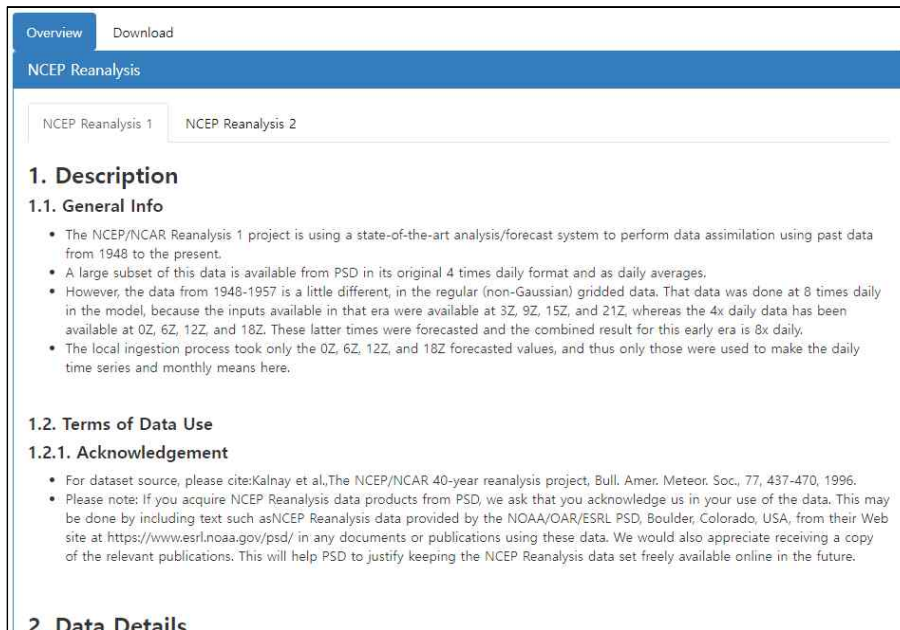 Overview Download
NCEP Reanalysis
NCEP Reanalysis 1 NCEP Reanalysis 2
1. Description
1.1. General Info
• The NCEP/NCAR Reanalysis 1 project is using a state-of-the-art analysis/forecast system to perform data assimilation using past data
from 1948 to the present.
• A large subset of this data is available from PSD in its original 4 times daily format and as daily averages.
• However, the data from 1948-1957 is a little different, in the regular (non-Gaussian) gridded data. That data was done at 8 times daily
in the model, because the inputs available in that era were available at 3Z, 9Z, 15Z, and 21Z, whereas the 4x daily data has been
available at 0Z, 6Z, 12Z, and 18Z. These latter times were forecasted and the combined result for this early era is 8x daily.
• The local ingestion process took only the 0Z, 6Z, 12Z, and 18Z forecasted values, and thus only those were used to make the daily
time series and monthly means here.
1.2. Terms of Data Use
1.2.1. Acknowledgement
• For dataset source, please cite:Kalnay et al.,The NCEP/NCAR 40-year reanalysis project, Bull. Amer. Meteor. Soc., 77, 437-470, 1996.
• Please note: If you acquire NCEP Reanalysis data products from PSD, we ask that you acknowledge us in your use of the data. This may
be done by including text such asNCEP Reanalysis data provided by the NOAA/OAR/ESRL PSD, Boulder, Colorado, USA, from their Web
site at https://www.esrl.noaa.gov/psd/ in any documents or publications using these data. We would also appreciate receiving a copy
of the relevant publications. This will help PSD to justify keeping the NCEP Reanalysis data set freely available online in the future.
2. Data Details